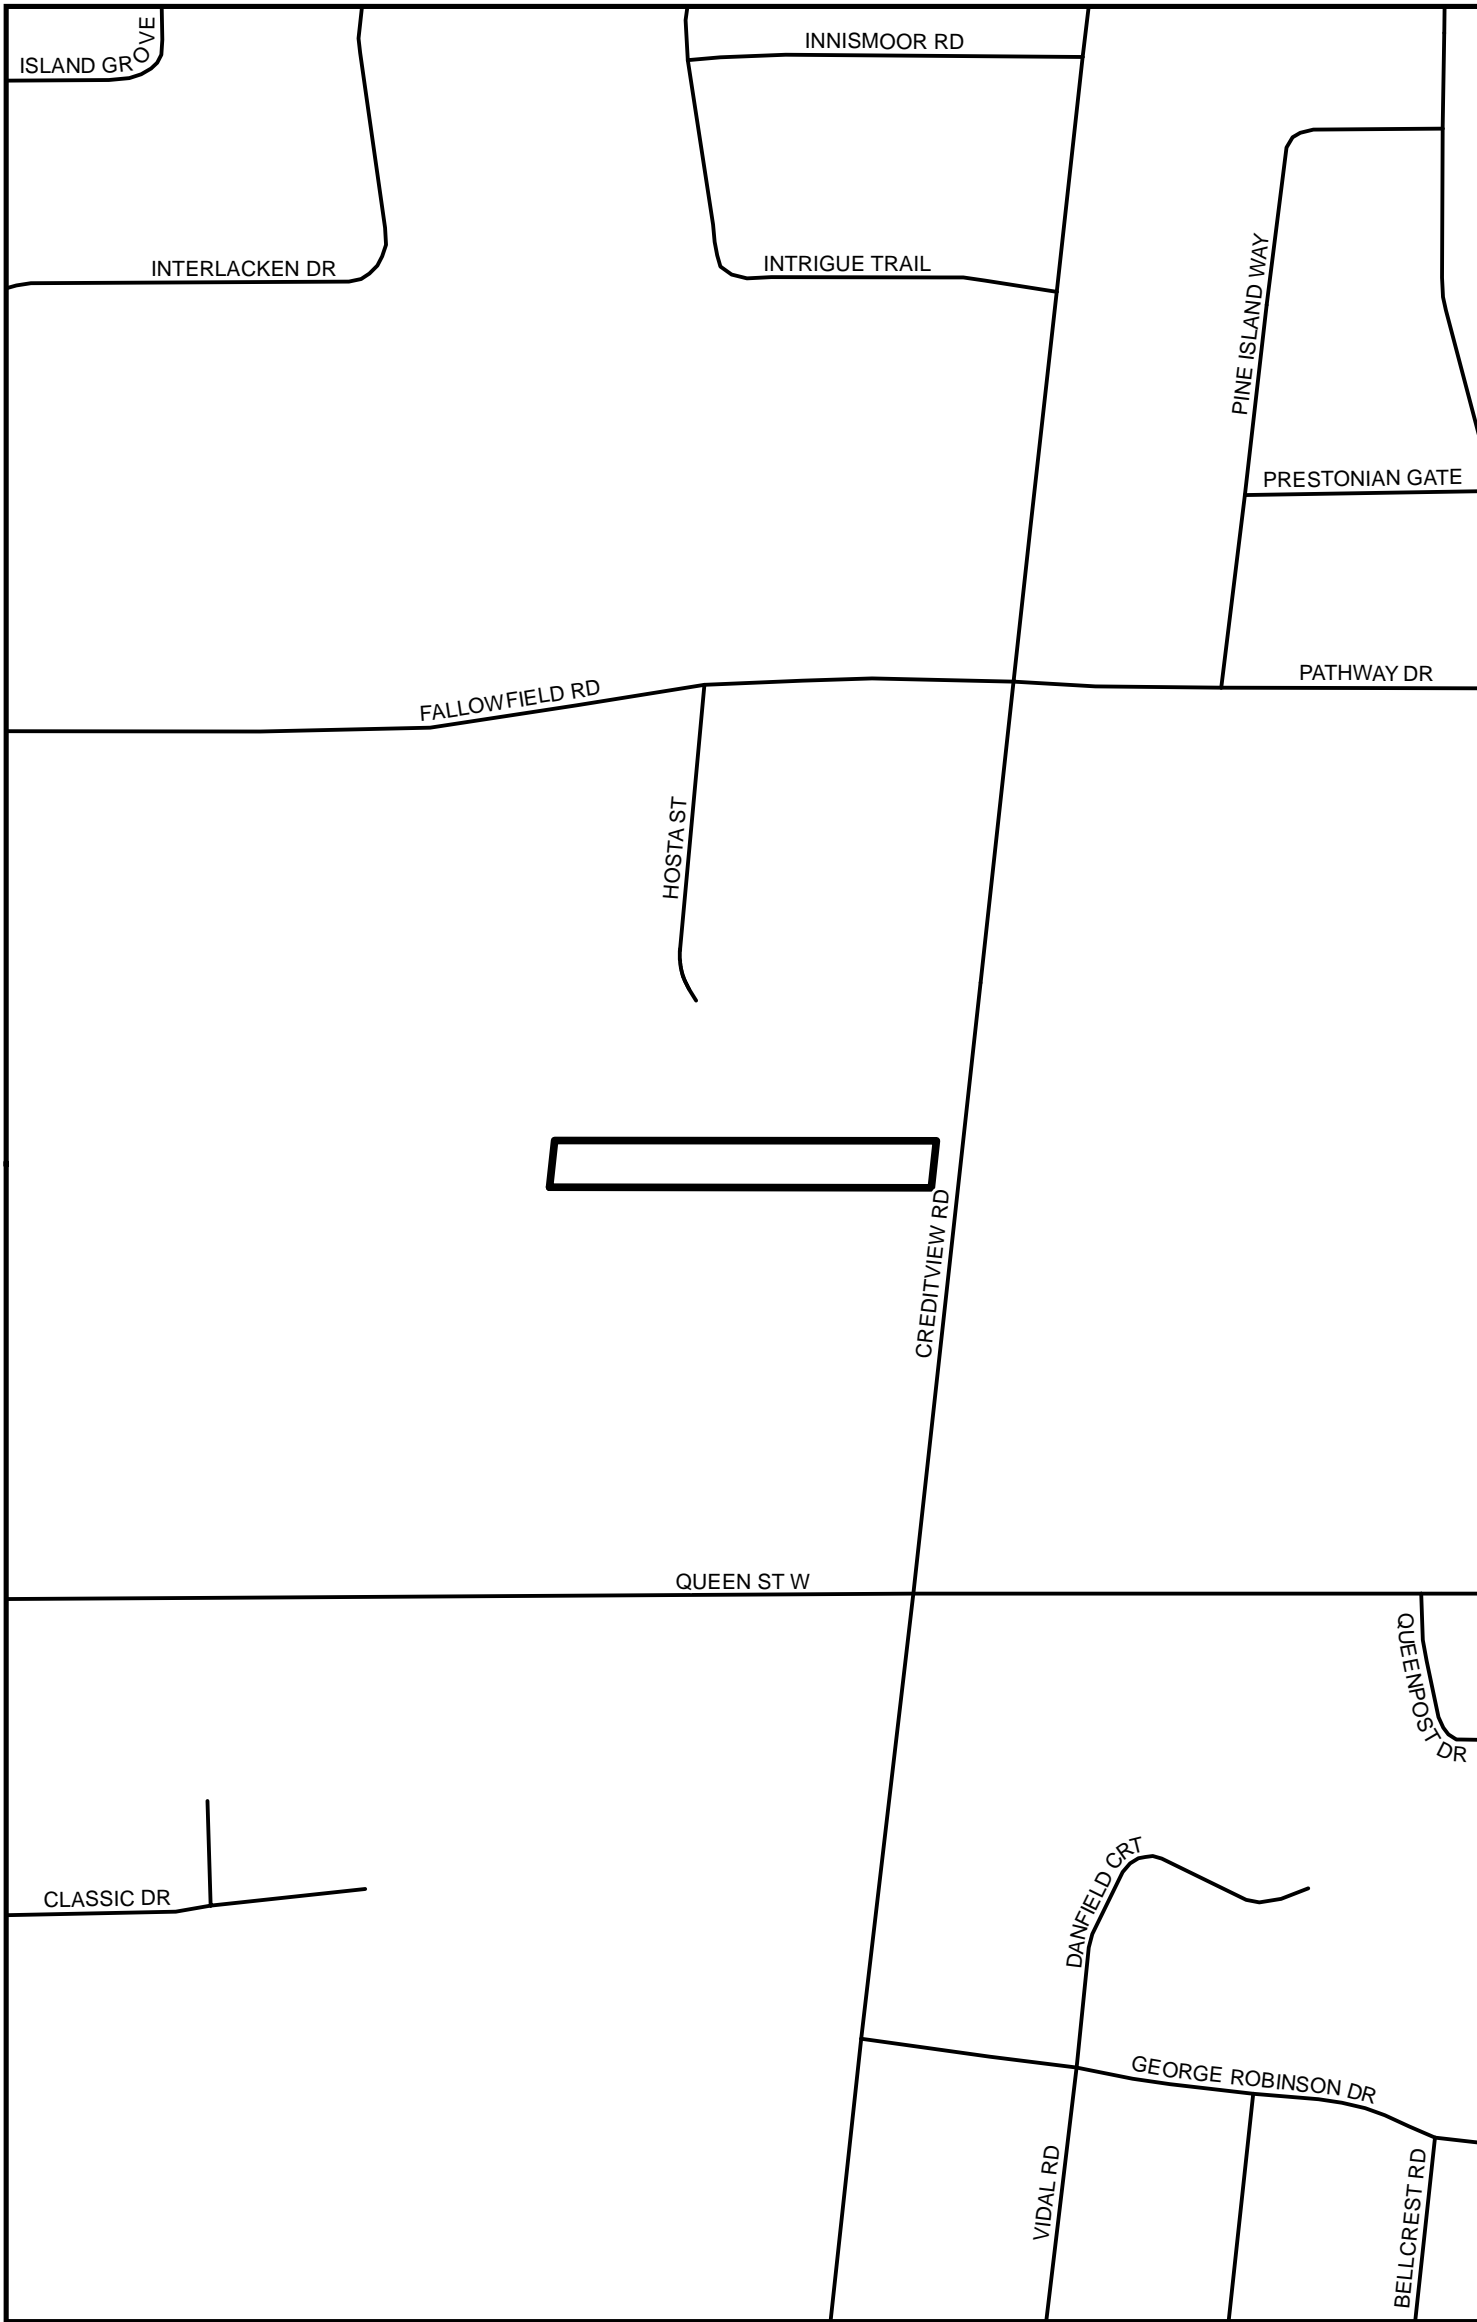 ISLAND GROVE
INNISMOOR RD
INTERLACKEN DR
INTRIGUE TRAIL
PINE ISLAND WAY
PRESTONIAN GATE
PATHWAY DR
FALLOWFIELD RD
HOSTA ST
CREDITVIEW RD
QUEEN ST W
QUEENPOST DR
CLASSIC DR
DANFIELD CRT
GEORGE ROBINSON DR
VIDAL RD
BELLCREST RD